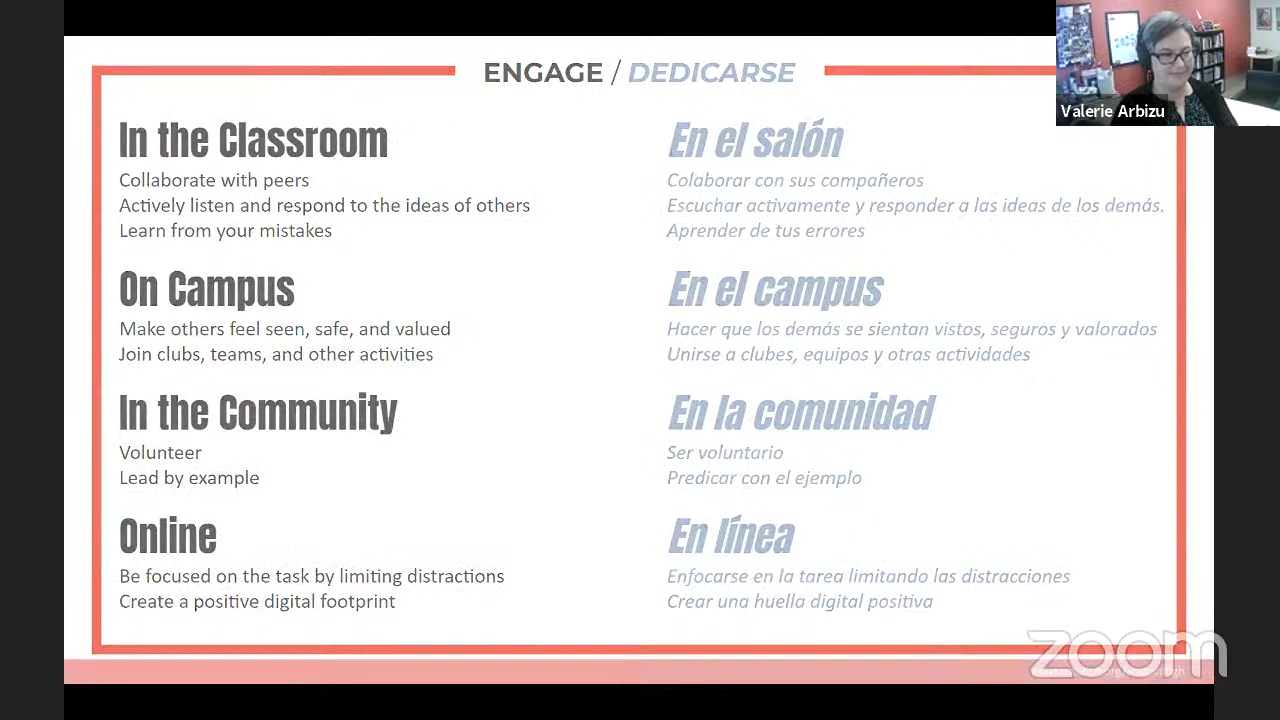 ENGAGE / DEDICARSE
Valerie Arbizu
In the Classroom
Collaborate with peers
Actively listen and respond to the ideas of others
Learn from your mistakes
On Campus
Make others feel seen, safe, and valued
Join clubs, teams, and other activities
In the Community
Volunteer
Lead by example
Online
Be focused on the task by limiting distractions
Create a positive digital footprint
En el salón
Colaborar con sus compañeros
Escuchar activamente y responder a las ideas de los demás.
Aprender de tus errores
En el campus
Hacer que los demás se sientan vistos, seguros y valorados
Unirse a clubes, equipos y otras actividades
En la comunidad
Ser voluntario
Predicar con el ejemplo
En línea
Enfocarse en la tarea limitando las distracciones
Crear una huella digital positiva
zoom